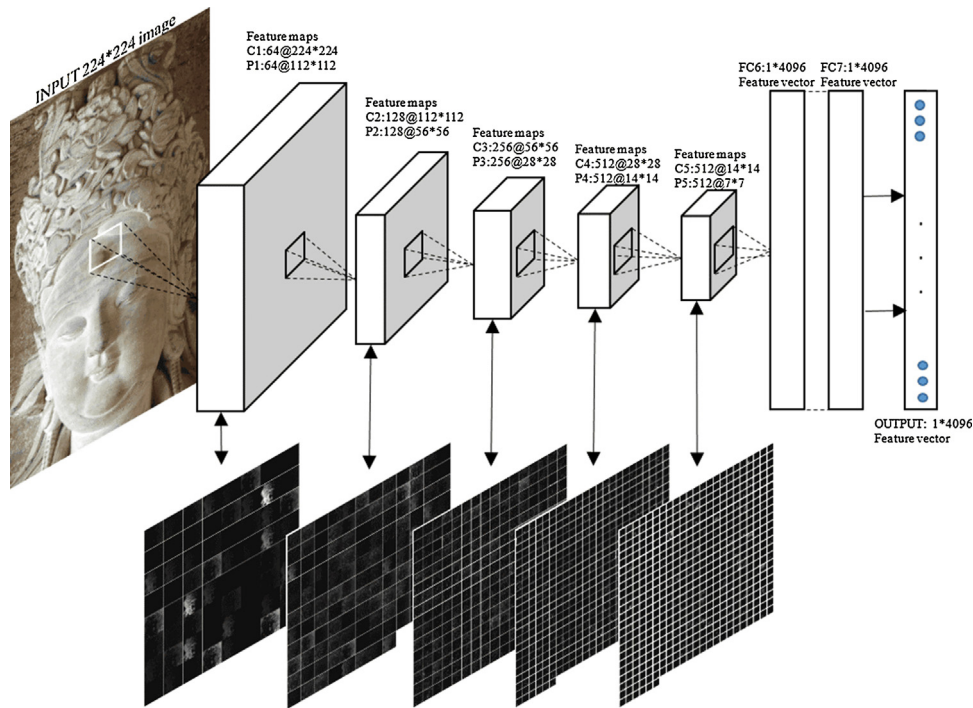 INPUT 224*224 image
Feature maps
C1:64@224*224
P1:64@112*112
Feature maps
C2:128@112*112
P2:128@56*56
Feature maps
C3:256@56*56
P3:256@28*28
Feature maps
C4:512@28*28
P4:512@14*14
Feature maps
C5:512@14*14
P5:512@7*7
FC6:1*4096
Feature vector
FC7:1*4096
Feature vector
OUTPUT: 1*4096
Feature vector